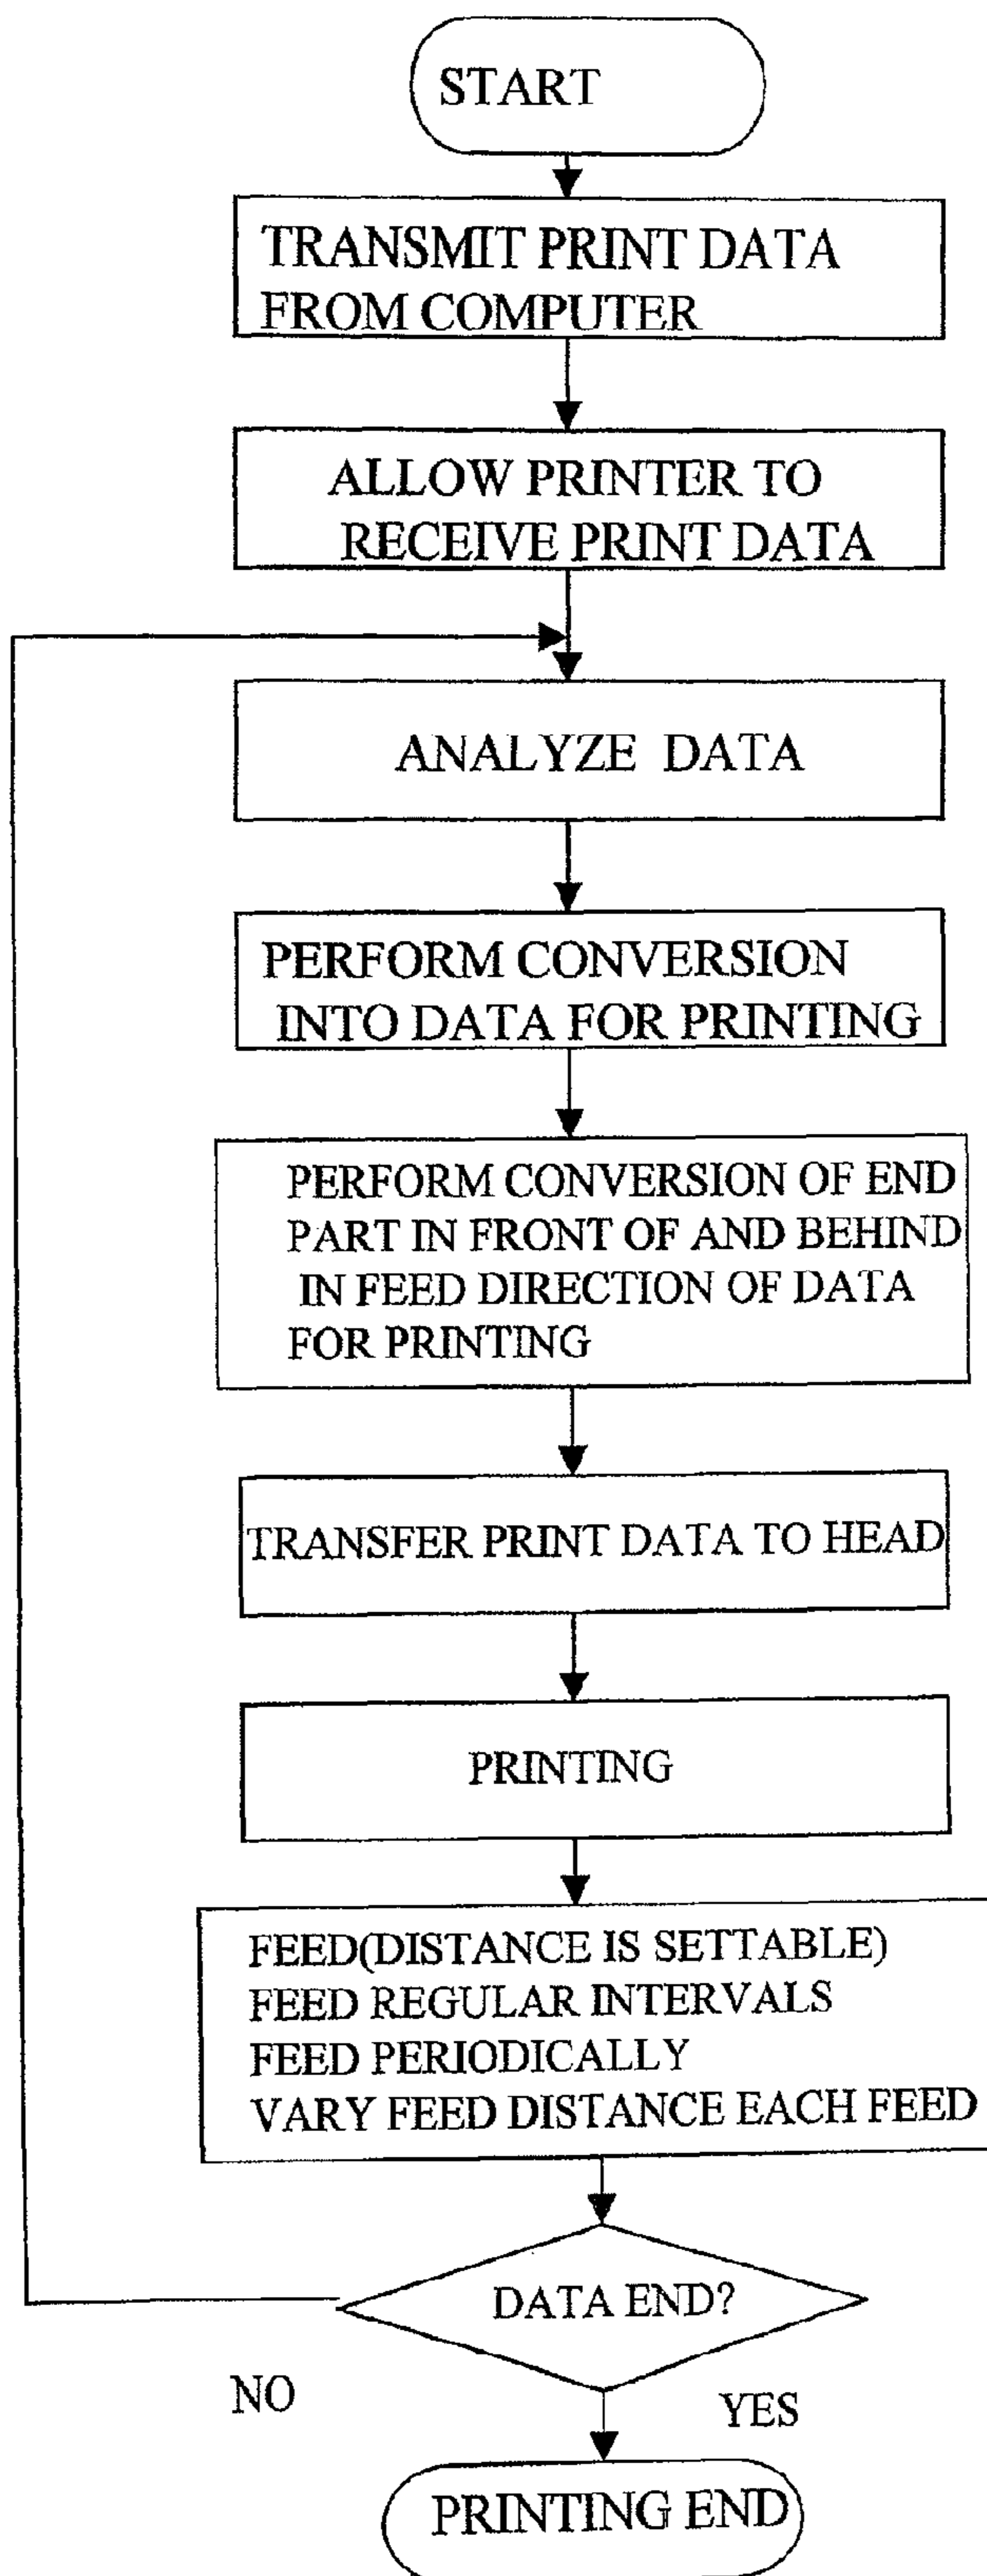 START
TRANSMIT PRINT DATA
FROM COMPUTER
ALLOW PRINTER TO
RECEIVE PRINT DATA
ANALYZE DATA
PERFORM CONVERSION
INTO DATA FOR PRINTING
PERFORM CONVERSION OF END
PART IN FRONT OF AND BEHIND
IN FEED DIRECTION OF DATA
FOR PRINTING
TRANSFER PRINT DATA TO HEAD
PRINTING
FEED(DISTANCE IS SETTABLE)
FEED REGULAR INTERVALS
FEED PERIODICALLY
VARY FEED DISTANCE EACH FEED
DATA END?
NO
YES
PRINTING END